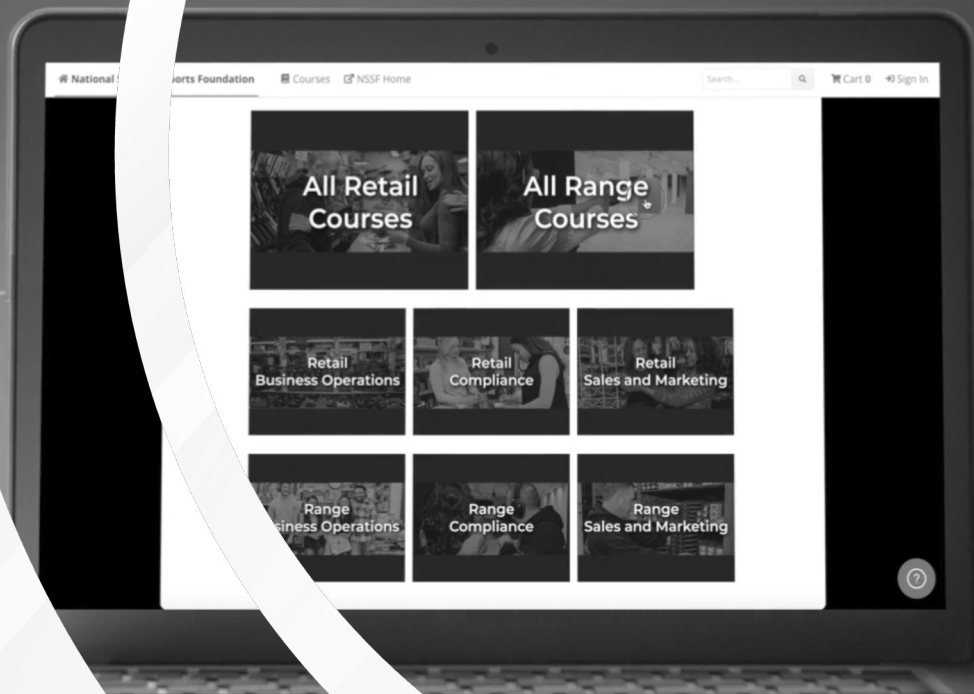 National S ports Foundation Courses NSSF Home Search... Cart 0 Sign In
All Retail
Courses
All Range
Courses
Retail
Business Operations
Retail
Compliance
Retail
Sales and Marketing
Range
siness Operations
Range
Compliance
Range
Sales and Marketing
?